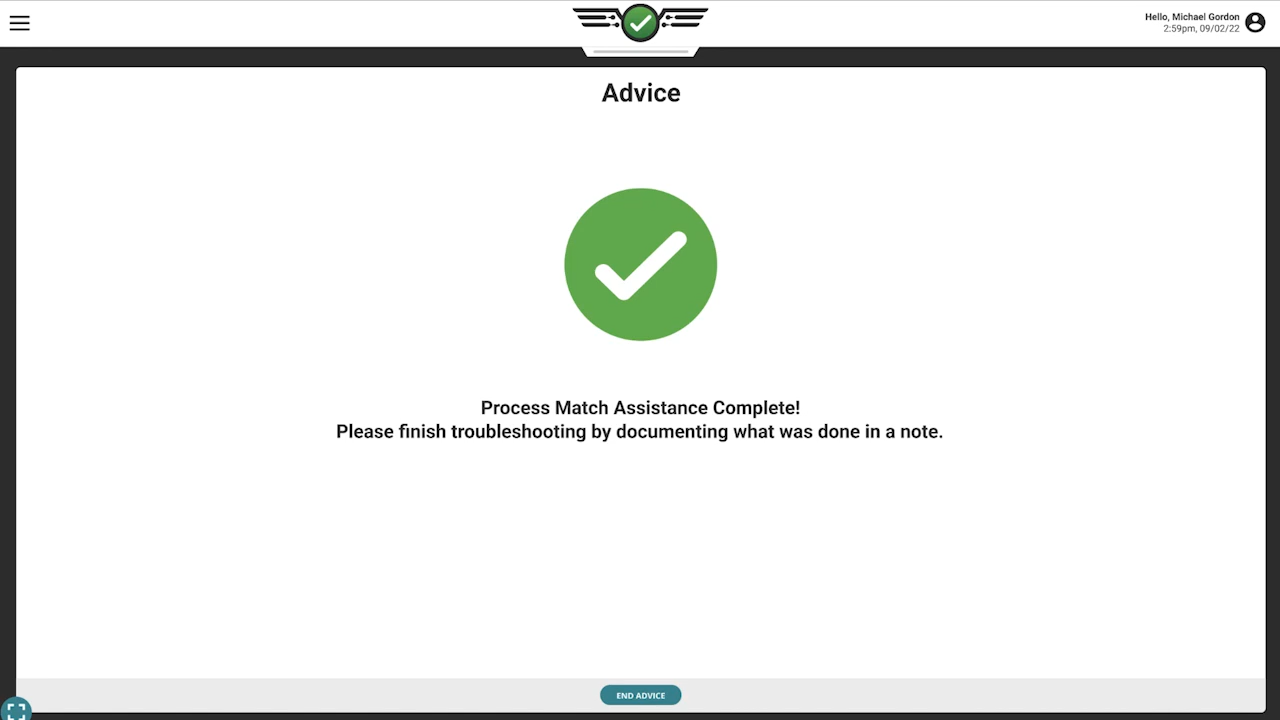 Hello, Michael Gordon
2:59pm, 09/02/22
Advice
Process Match Assistance Complete!
Please finish troubleshooting by documenting what was done in a note.
END ADVICE